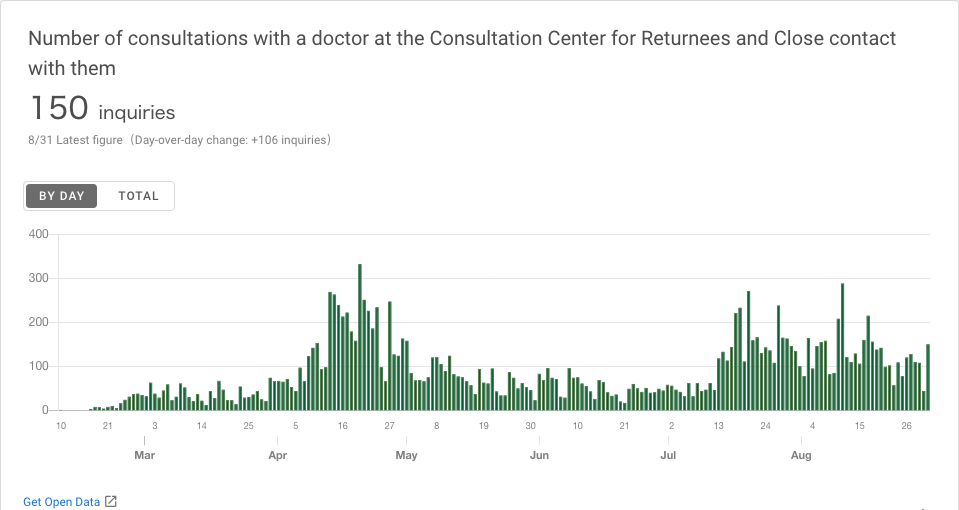 Number of consultations with a doctor at the Consultation Center for Returnees and Close contact
with them
150 inquiries
8/31 Latest figure（Day-over-day change: +106 inquiries）
BY DAY TOTAL
400
300
200
100
0
10 21 3 14 25 5 16 27 8 19 30 10 21 2 13 24 4 15 26
Mar Apr May Jun Jul Aug
Get Open Data